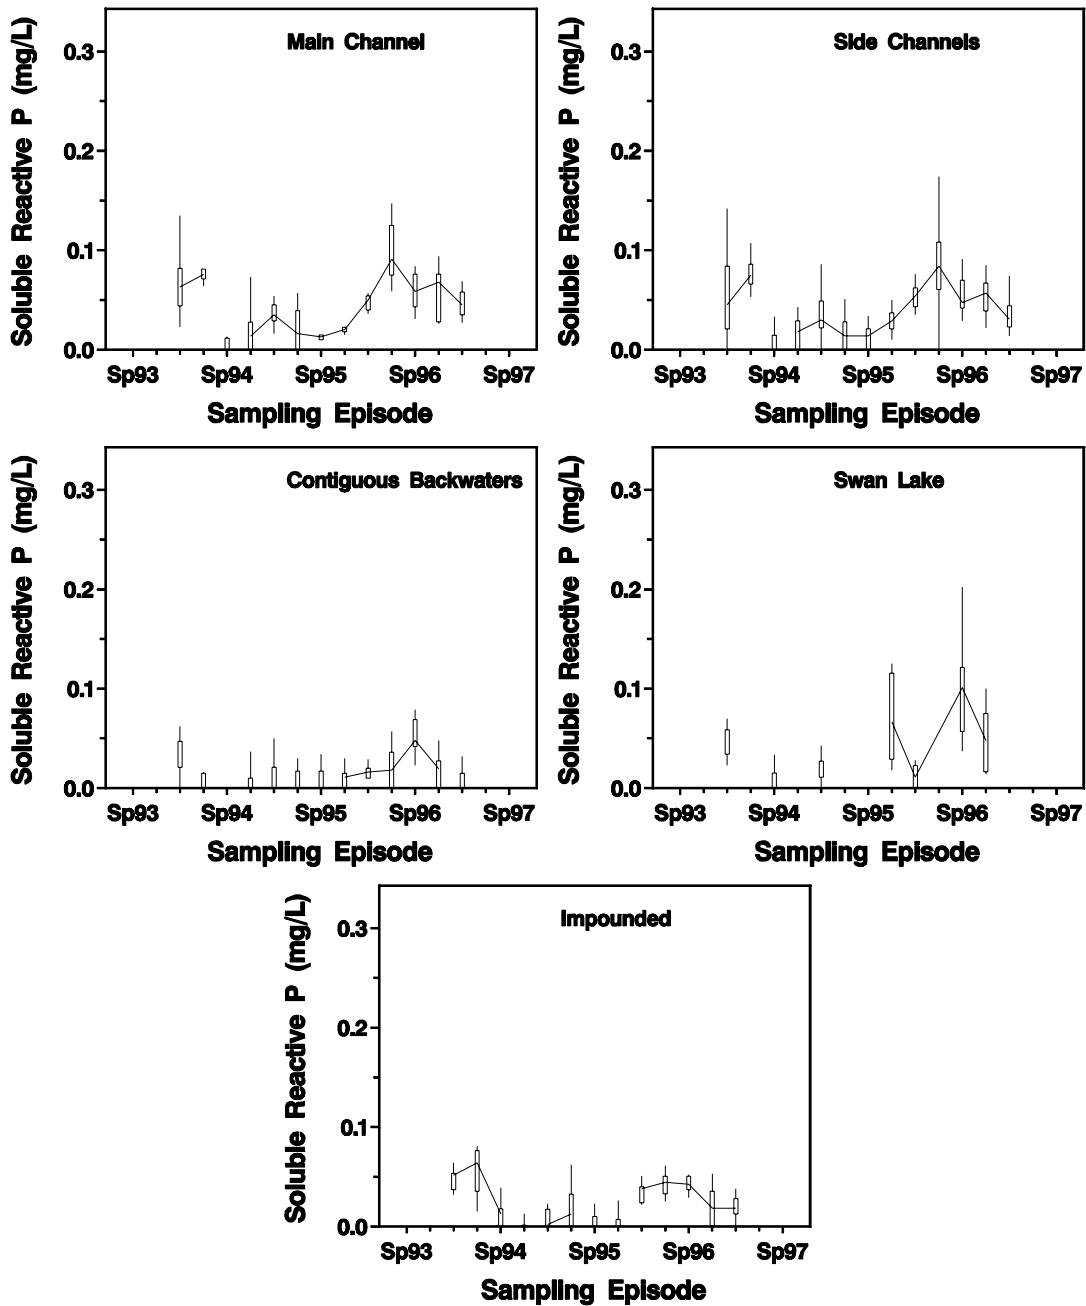 Main Channel
Soluble Reactive P (mg/L)
0.3
0.2
0.1
0.0
Sp93 Sp94 Sp95 Sp96 Sp97
Sampling Episode
Side Channels
Soluble Reactive P (mg/L)
0.3
0.2
0.1
0.0
Sp93 Sp94 Sp95 Sp96 Sp97
Sampling Episode
Contiguous Backwaters
Soluble Reactive P (mg/L)
0.3
0.2
0.1
0.0
Sp93 Sp94 Sp95 Sp96 Sp97
Sampling Episode
Swan Lake
Soluble Reactive P (mg/L)
0.3
0.2
0.1
0.0
Sp93 Sp94 Sp95 Sp96 Sp97
Sampling Episode
Impounded
Soluble Reactive P (mg/L)
0.3
0.2
0.1
0.0
Sp93 Sp94 Sp95 Sp96 Sp97
Sampling Episode